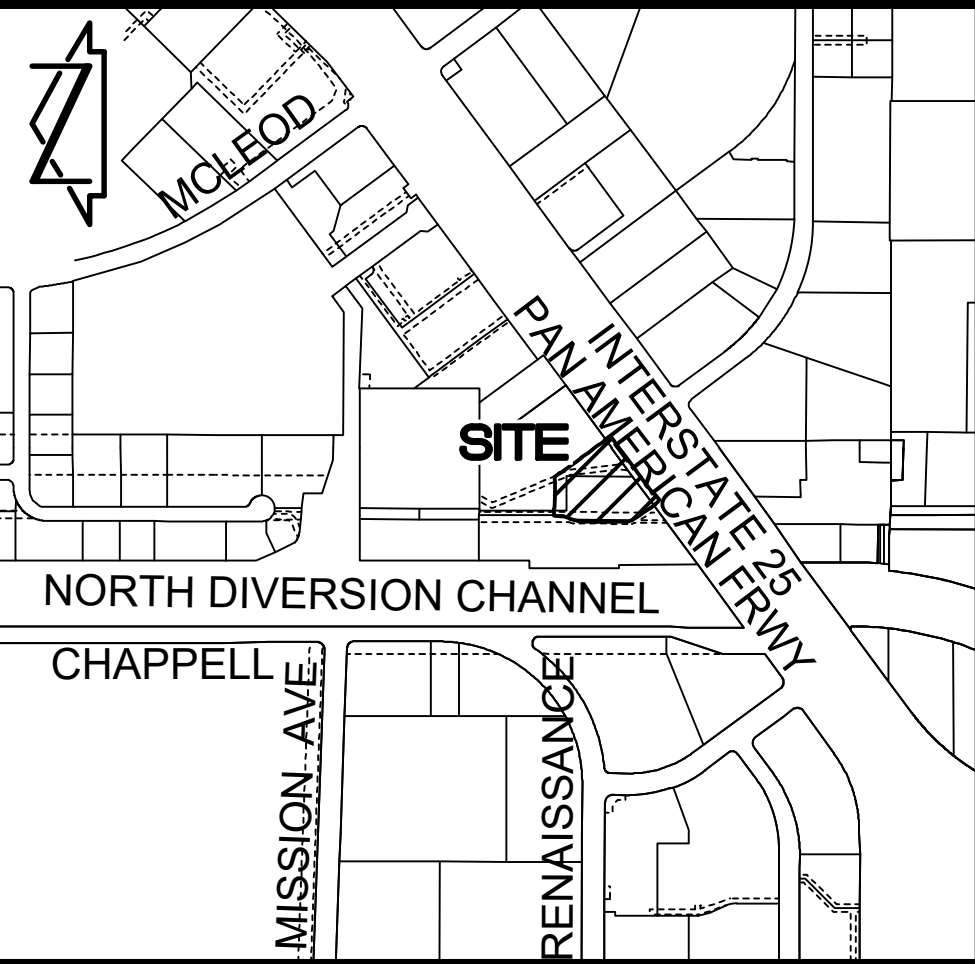 MCLEOD
INTERSTATE 25
PAN AMERICAN FRWY
SITE
NORTH DIVERSION CHANNEL
CHAPPELL
MISSION AVE
RENAISSANCE